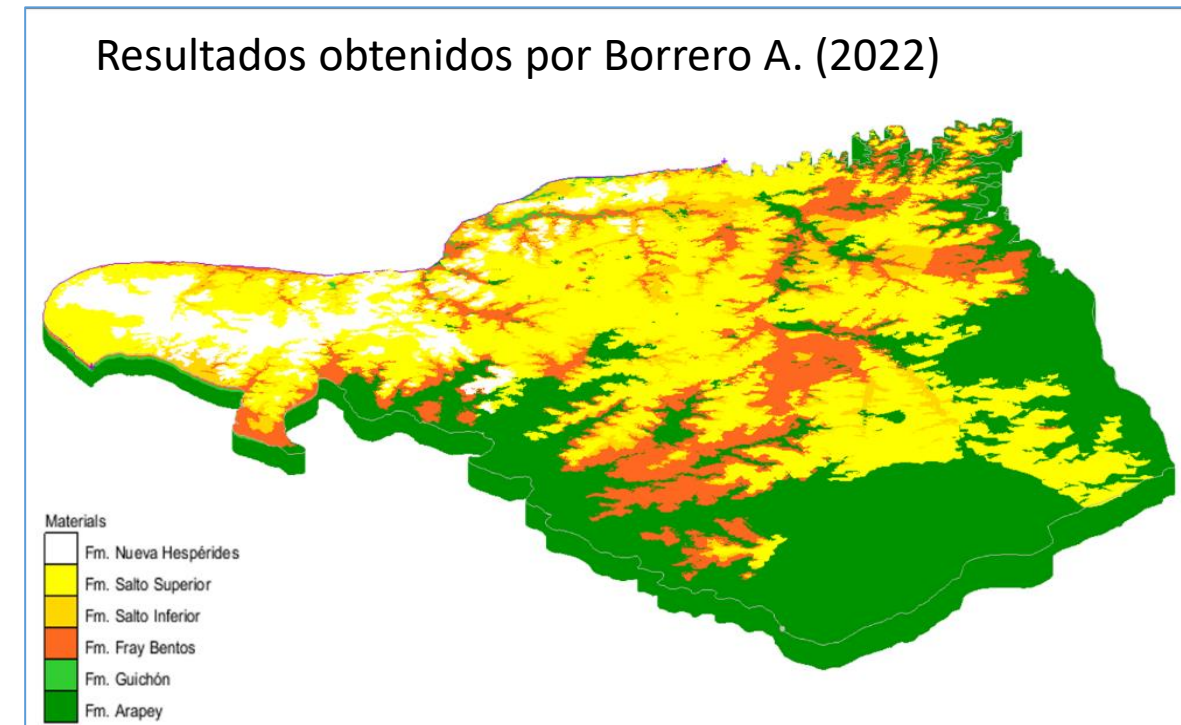 Resultados obtenidos por Borrero A. (2022)
Materials
Fm. Nueva Hespérides
Fm. Salto Superior
Fm. Salto Inferior
Fm. Fray Bentos
Fm. Guichón
Fm. Arapey